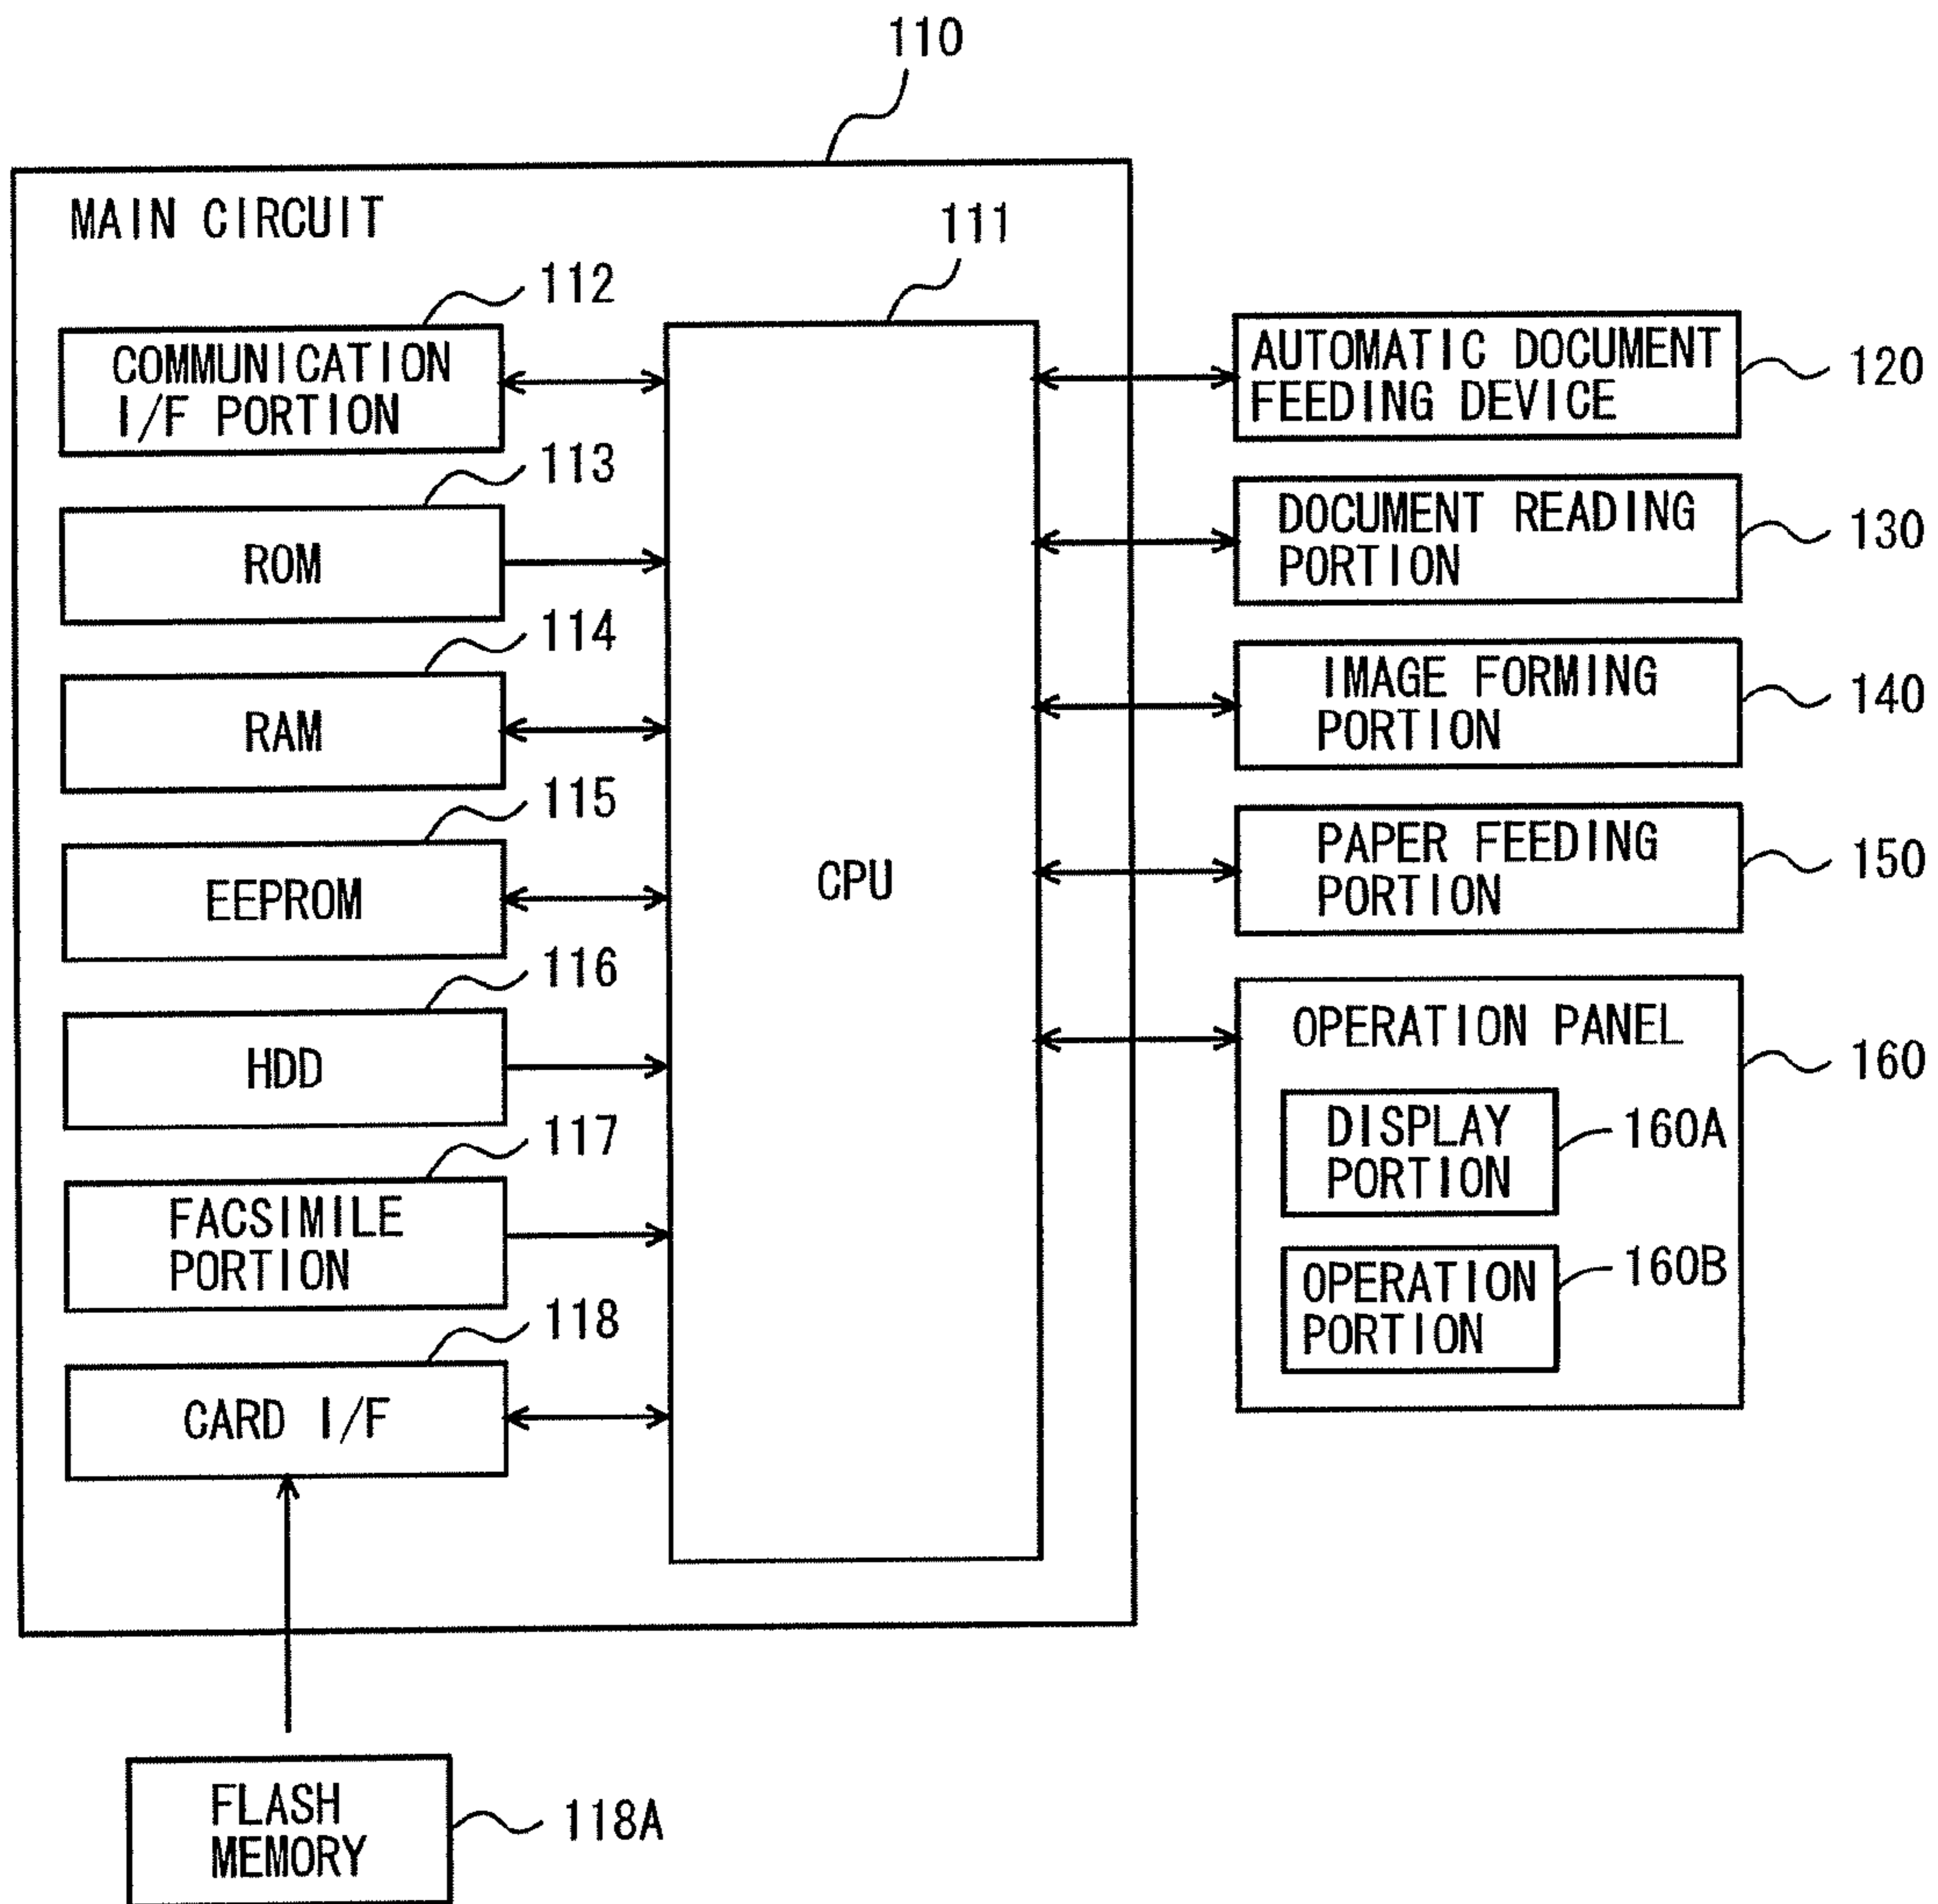 110
MAIN CIRCUIT
111
112
COMMUNICATION
I/F PORTION
113
ROM
114
RAM
115
EEPROM
116
HDD
117
FACSIMILE
PORTION
118
CARD I/F
CPU
AUTOMATIC DOCUMENT
FEEDING DEVICE
120
DOCUMENT READING
PORTION
130
IMAGE FORMING
PORTION
140
PAPER FEEDING
PORTION
150
OPERATION PANEL
160
DISPLAY
PORTION
160A
OPERATION
PORTION
160B
FLASH
MEMORY
118A